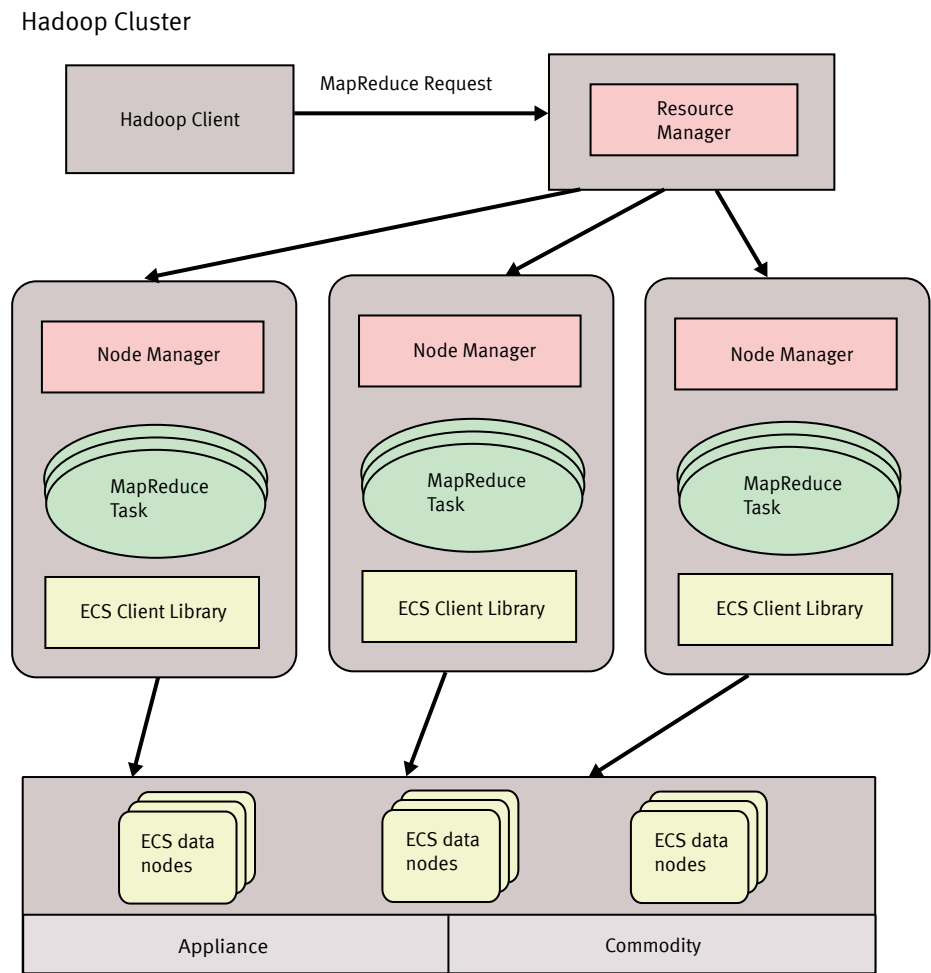 Hadoop Cluster
Hadoop Client
MapReduce Request
Resource
Manager
Node Manager
MapReduce
Task
ECS Client Library
Node Manager
MapReduce
Task
ECS Client Library
Node Manager
MapReduce
Task
ECS Client Library
ECS data
nodes
ECS data
nodes
ECS data
nodes
Appliance
Commodity